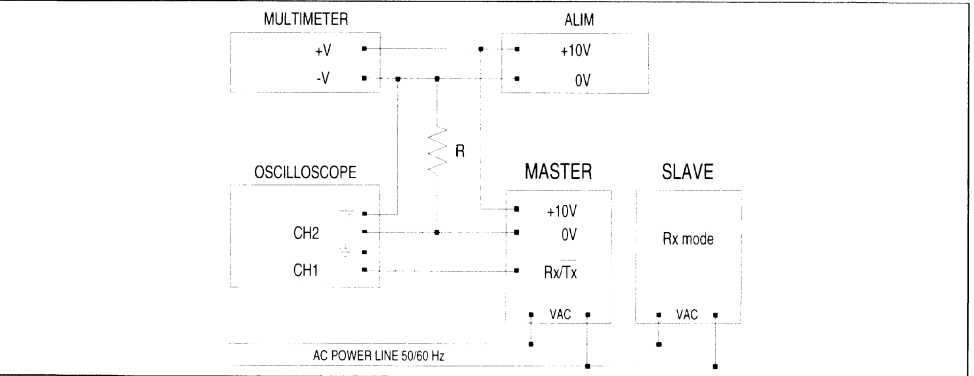 MULTIMETER
+V
-V
ALIM
+10V
0V
R
OSCILLOSCOPE
CH2
CH1
MASTER
+10V
0V
Rx/Tx
VAC
SLAVE
Rx mode
VAC
AC POWER LINE 50/60 Hz